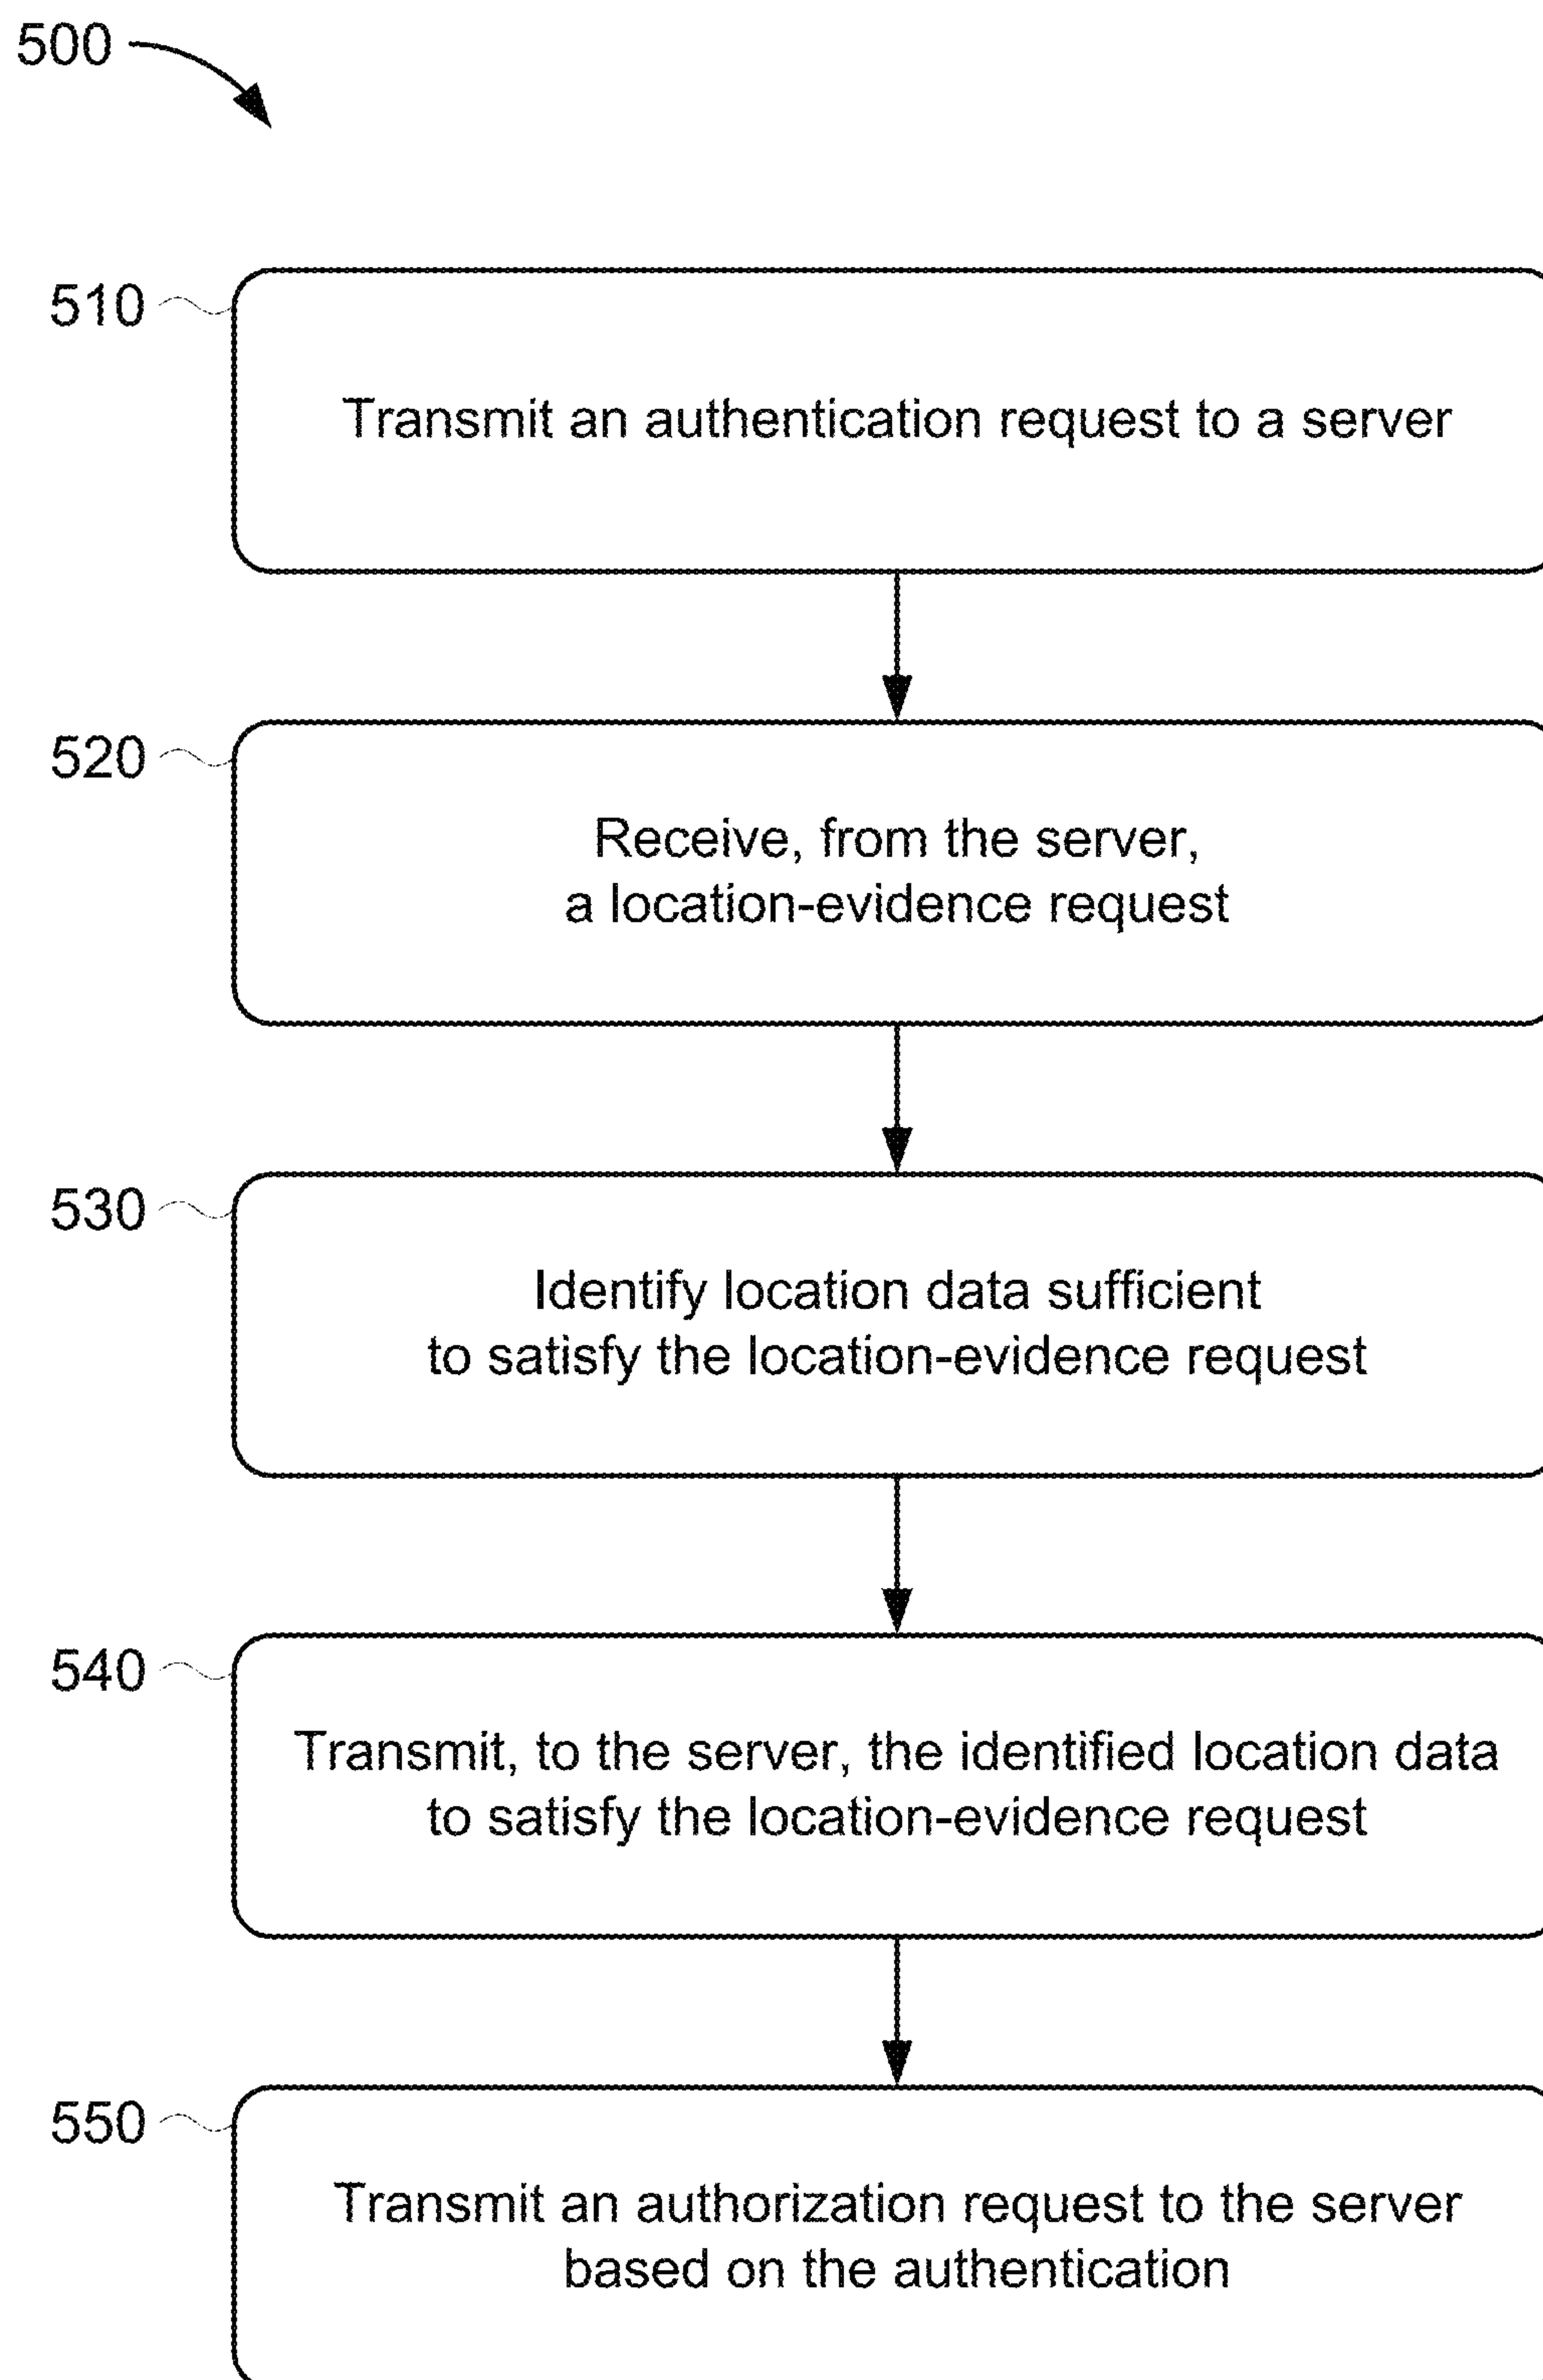 500
510
Transmit an authentication request to a server
520
Receive, from the server,
a location-evidence request
530
Identify location data sufficient
to satisfy the location-evidence request
540
Transmit, to the server, the identified location data
to satisfy the location-evidence request
550
Transmit an authorization request to the server
based on the authentication